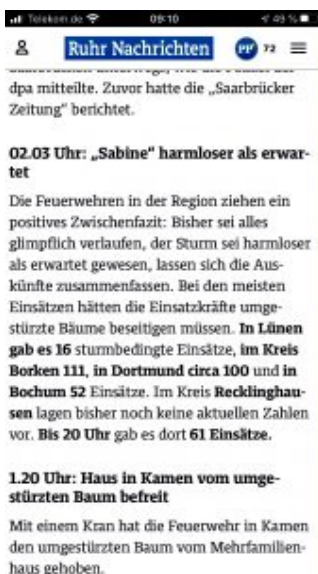 Telekom.de
09:10
49 %
Ruhr Nachrichten
PP
72
dpa mitteilte. Zuvor hatte die „Saarbrücker
Zeitung“ berichtet.
02.03 Uhr: „Sabine“ harmloser als erwar-
tet
Die Feuerwehren in der Region ziehen ein
positives Zwischenfazit: Bisher sei alles
glimpflich verlaufen, der Sturm sei harmloser
als erwartet gewesen, lassen sich die Aus-
künfte zusammenfassen. Bei den meisten
Einsätzen hätten die Einsatzkräfte umge-
stürzte Bäume beseitigen müssen. In Lünen
gab es 16 sturmbedingte Einsätze, im Kreis
Borken 111, in Dortmund circa 100 und in
Bochum 52 Einsätze. Im Kreis Recklinghau-
sen lagen bisher noch keine aktuellen Zahlen
vor. Bis 20 Uhr gab es dort 61 Einsätze.
1.20 Uhr: Haus in Kamen vom umge-
stürzten Baum befreit
Mit einem Kran hat die Feuerwehr in Kamen
den umgestürzten Baum vom Mehrfamilien-
haus gehoben.